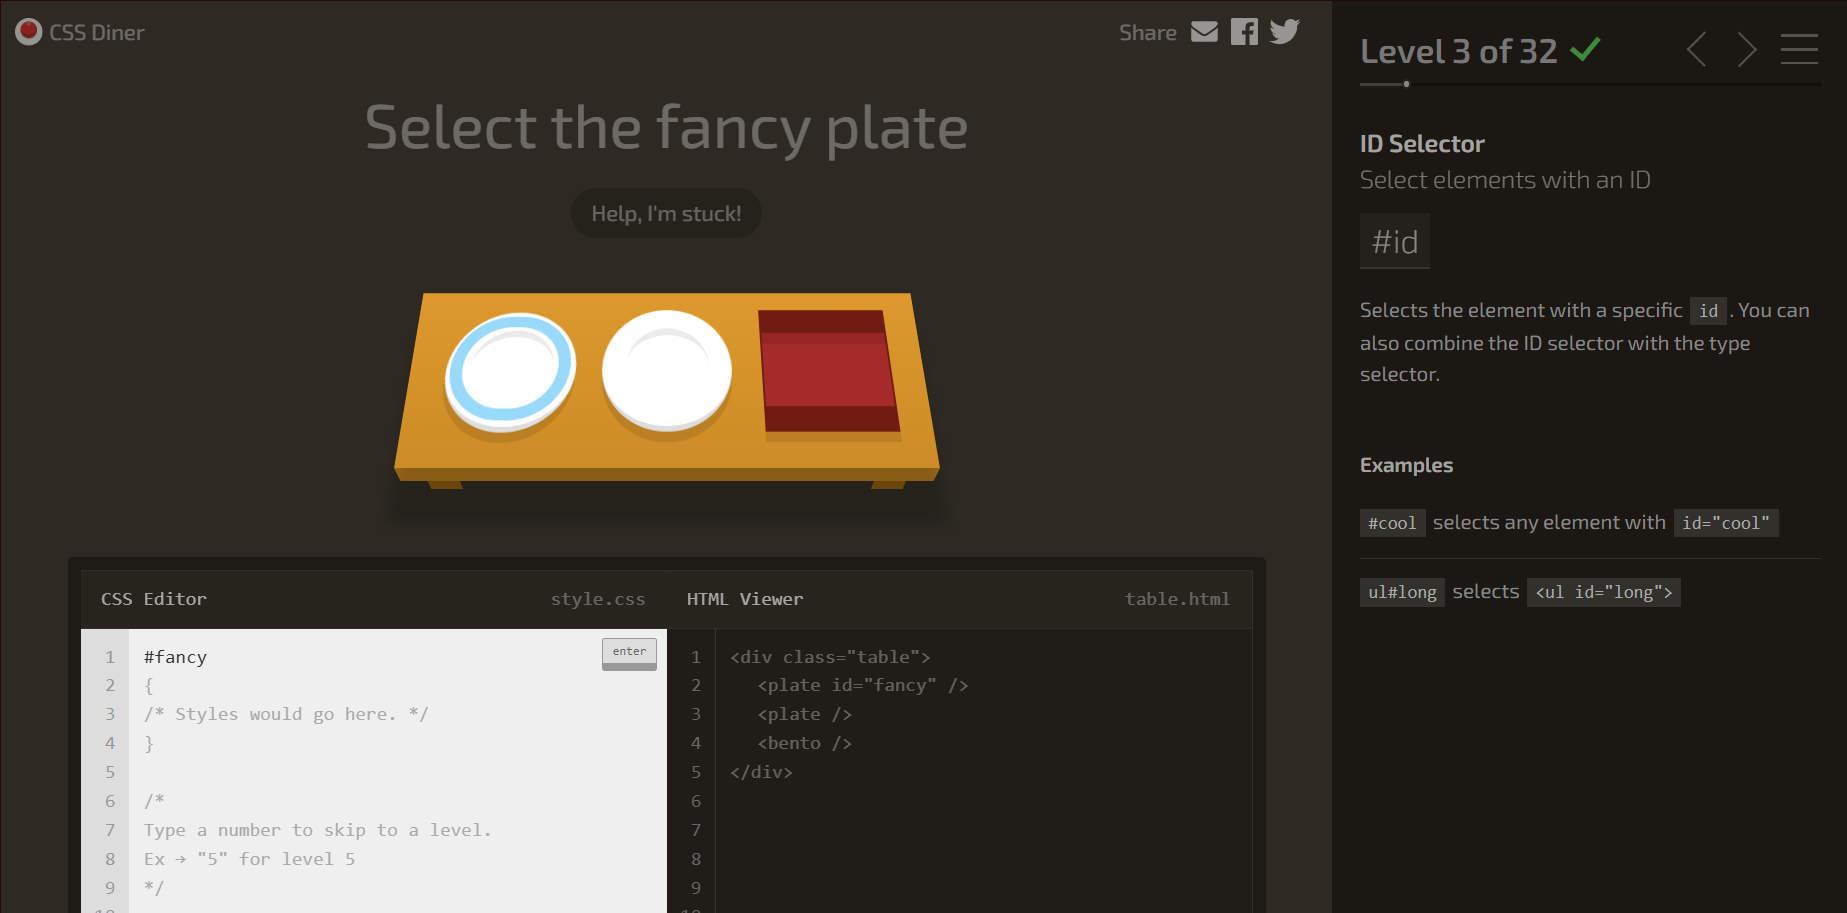 CSS Diner
Share
Select the fancy plate
Help, I'm stuck!
CSS Editor style.css
1 #fancy
2 {
3 /* Styles would go here. */
4 }
5
6 /*
7 Type a number to skip to a level.
8 Ex → "5" for level 5
9 */
10
enter
HTML Viewer table.html
1 <div class="table">
2 <plate id="fancy" />
3 <plate />
4 <bento />
5 </div>
6
7
8
9
10
Level 3 of 32
ID Selector
Select elements with an ID
#id
Selects the element with a specific id . You can
also combine the ID selector with the type
selector.
Examples
#cool selects any element with id="cool"
ul#long selects <ul id="long">